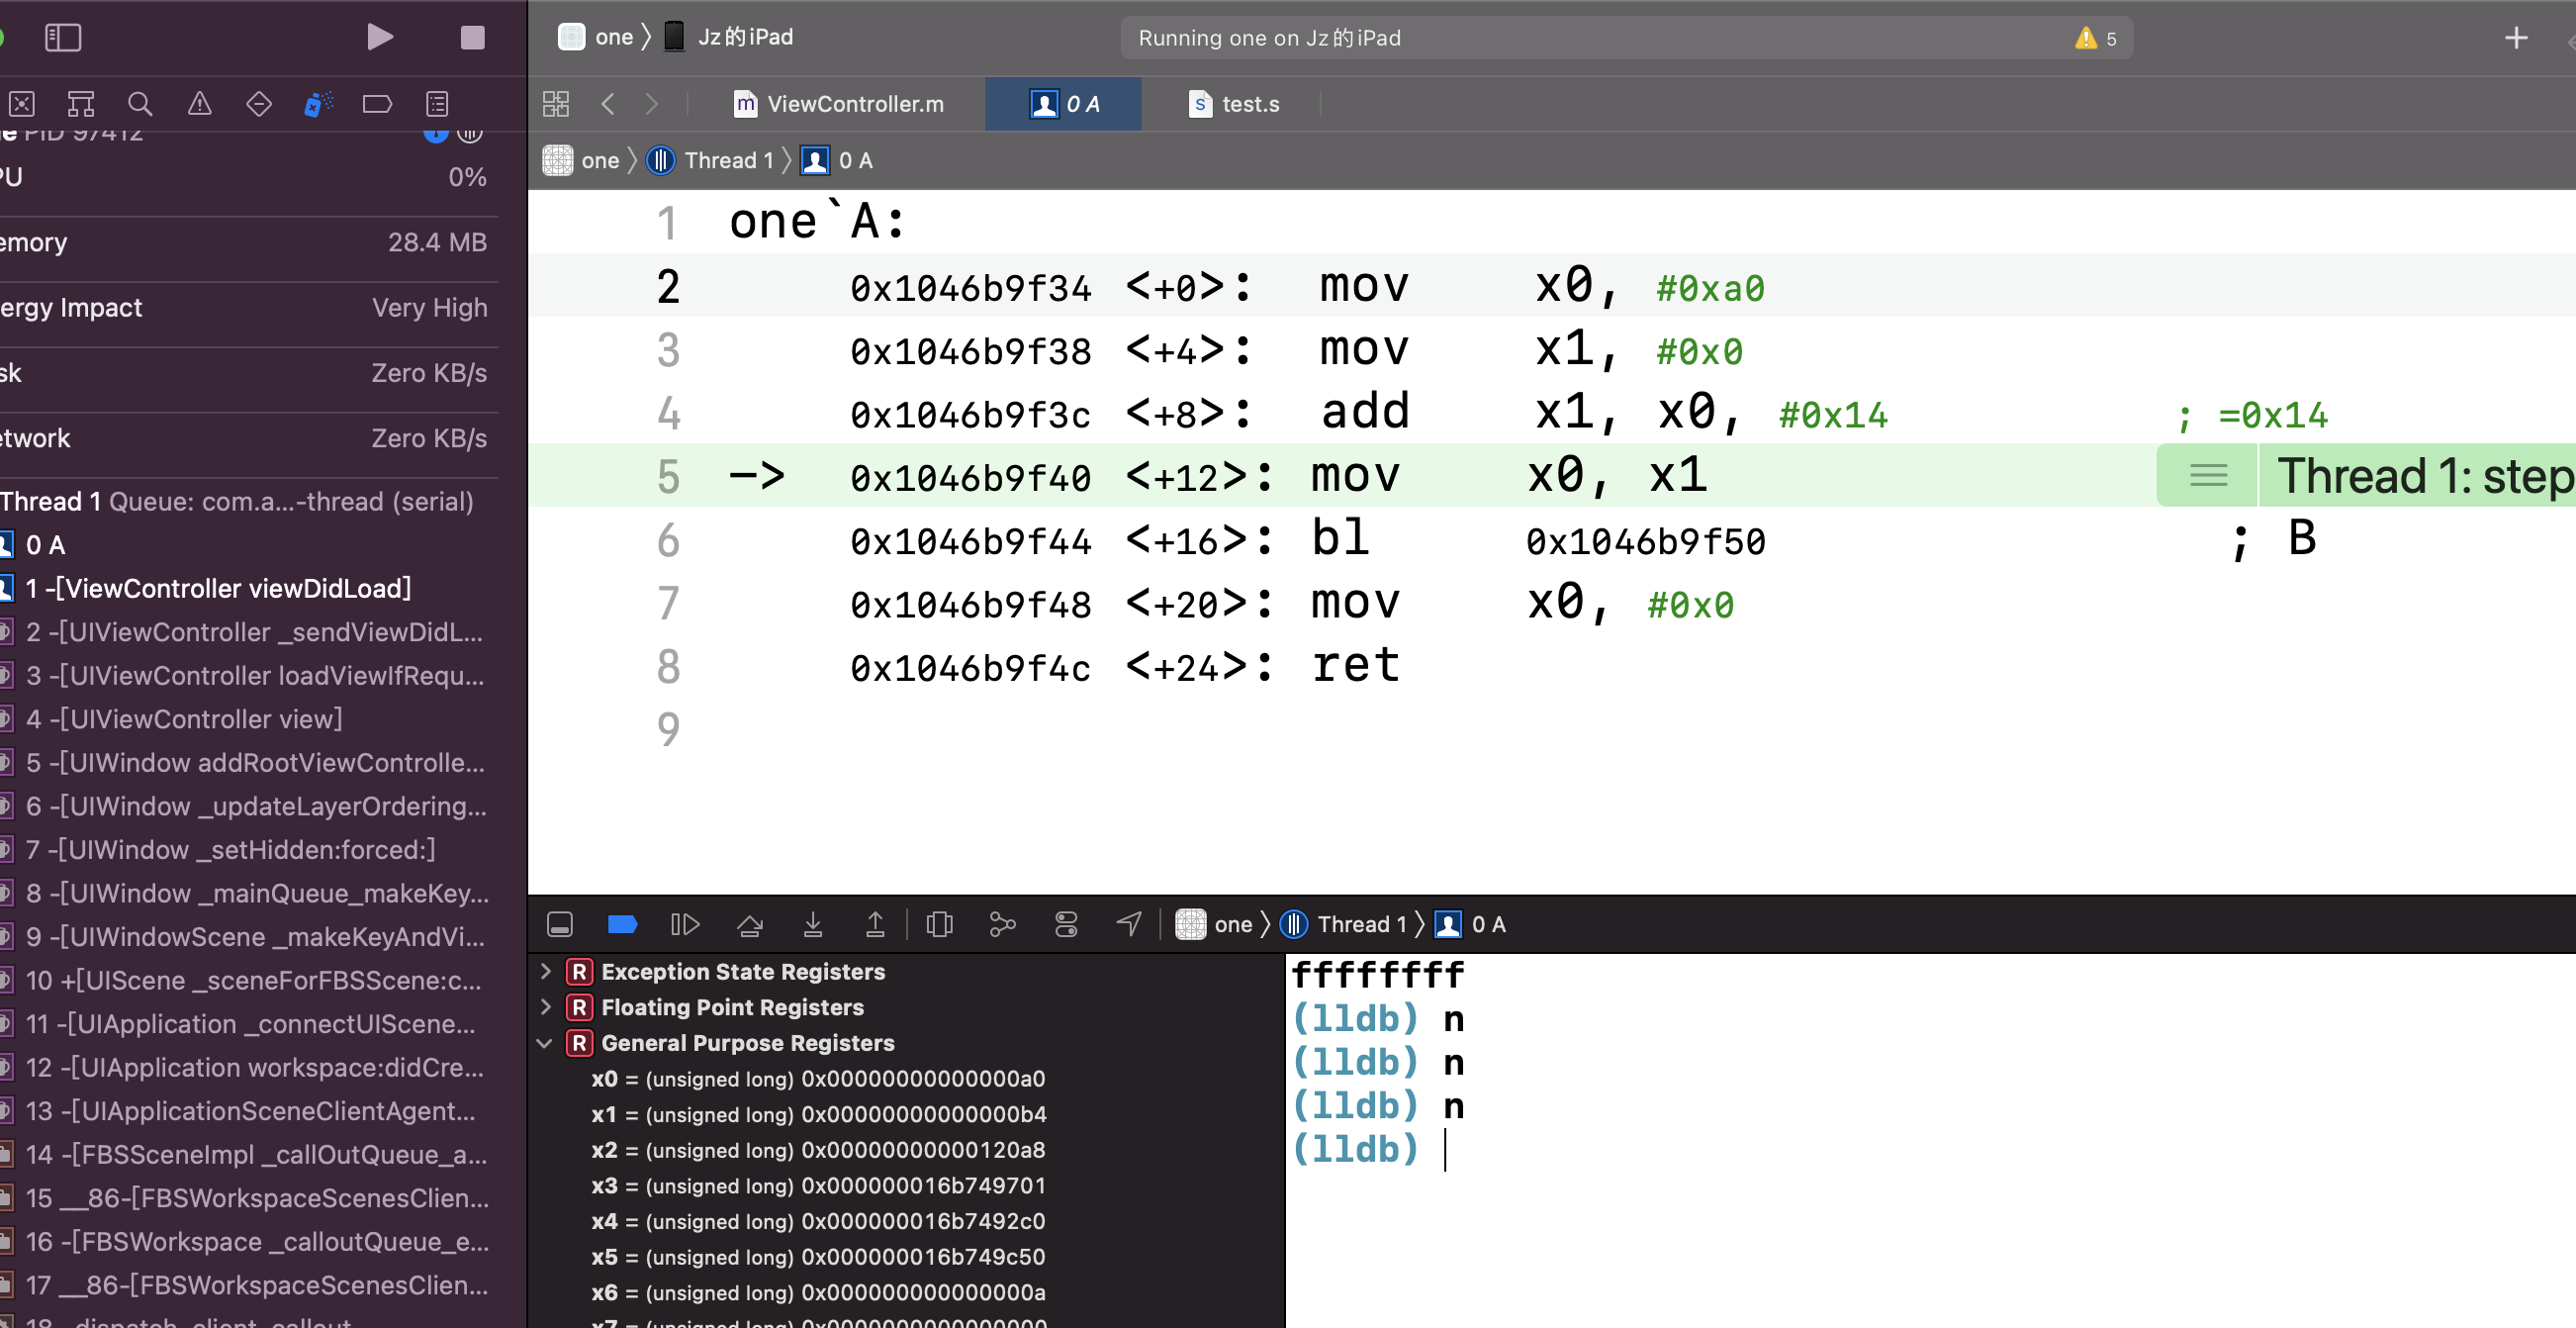 one 〉 Jz的iPad
Running one on Jz的iPad
5
ViewController.m
0 A
test.s
PID 97412
PU
0%
emory
28.4 MB
ergy Impact
Very High
sk
Zero KB/s
etwork
Zero KB/s
Thread 1 Queue: com.a...-thread (serial)
0 A
1 -[ViewController viewDidLoad]
2 -[UIViewController _sendViewDidL...
3 -[UIViewController loadViewIfRequ...
4 -[UIViewController view]
5 -[UIWindow addRootViewControlle...
6 -[UIWindow _updateLayerOrdering...
7 -[UIWindow _setHidden:forced:]
8 -[UIWindow _mainQueue_makeKey...
9 -[UIWindowScene _makeKeyAndVi...
10 +[UIScene _sceneForFBSScene:c...
11 -[UIApplication _connectUIScene...
12 -[UIApplication workspace:didCre...
13 -[UIApplicationSceneClientAgent...
14 -[FBSSceneImpl _callOutQueue_a...
15 __86-[FBSWorkspaceScenesClien...
16 -[FBSWorkspace _calloutQueue_e...
17 __86-[FBSWorkspaceScenesClien...
18 _dispatch_client_callout
one 〉 Thread 1 〉 0 A
1 one`A:
2 0x1046b9f34 <+0>: mov x0, #0xa0
3 0x1046b9f38 <+4>: mov x1, #0x0
4 0x1046b9f3c <+8>: add x1, x0, #0x14 ; =0x14
5 -> 0x1046b9f40 <+12>: mov x0, x1 Thread 1: step
6 0x1046b9f44 <+16>: bl 0x1046b9f50 ; B
7 0x1046b9f48 <+20>: mov x0, #0x0
8 0x1046b9f4c <+24>: ret
9
one 〉 Thread 1 〉 0 A
R Exception State Registers
R Floating Point Registers
R General Purpose Registers
x0 = (unsigned long) 0x00000000000000a0
x1 = (unsigned long) 0x00000000000000b4
x2 = (unsigned long) 0x00000000000120a8
x3 = (unsigned long) 0x000000016b749701
x4 = (unsigned long) 0x000000016b7492c0
x5 = (unsigned long) 0x000000016b749c50
x6 = (unsigned long) 0x000000000000000a
x7 = (unsigned long) 0x0000000000000000
ffffffff
(lldb) n
(lldb) n
(lldb) n
(lldb)